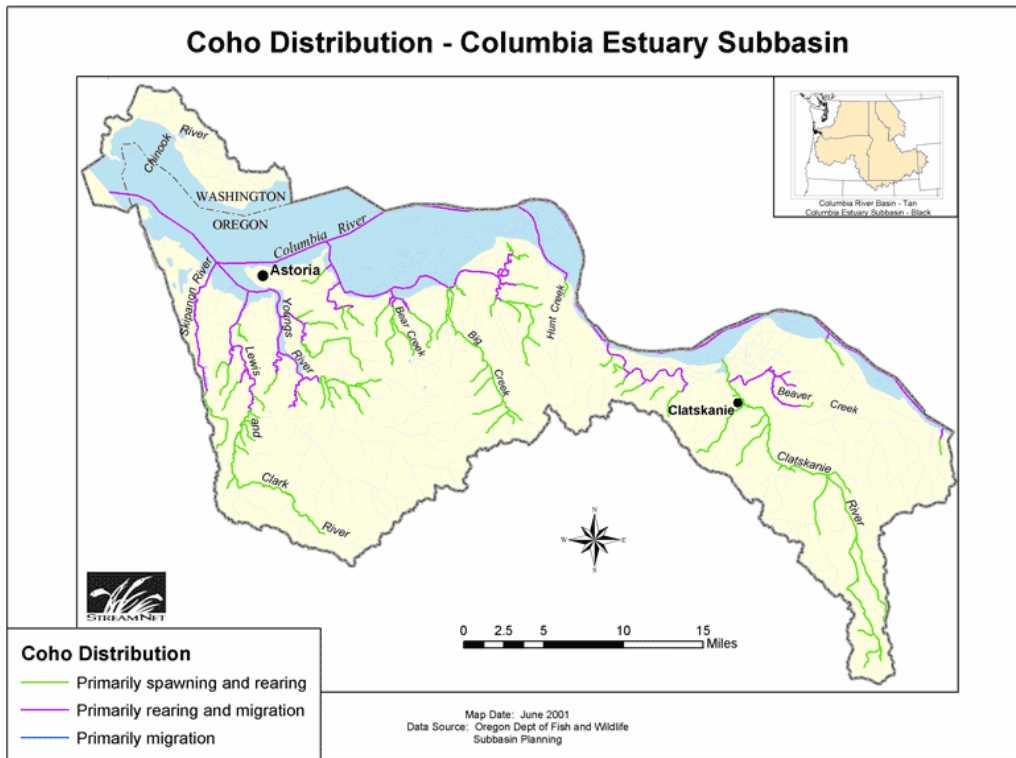 Coho Distribution - Columbia Estuary Subbasin
Chinook
River
WASHINGTON
OREGON
Columbia River
Astoria
Skipanon River
Youngs
River
Lewis
and
Clark
River
Bear Creek
Big
Creek
Hunt Creek
Clatskanie
Beaver
Creek
Clatskanie
River
Columbia River Basin - Tan
Columbia Estuary Subbasin - Black
N
W
E
S
STREAMNET
0 2.5 5 10 15
Miles
Coho Distribution
Primarily spawning and rearing
Primarily rearing and migration
Primarily migration
Map Date: June 2001
Data Source: Oregon Dept of Fish and Wildlife
Subbasin Planning